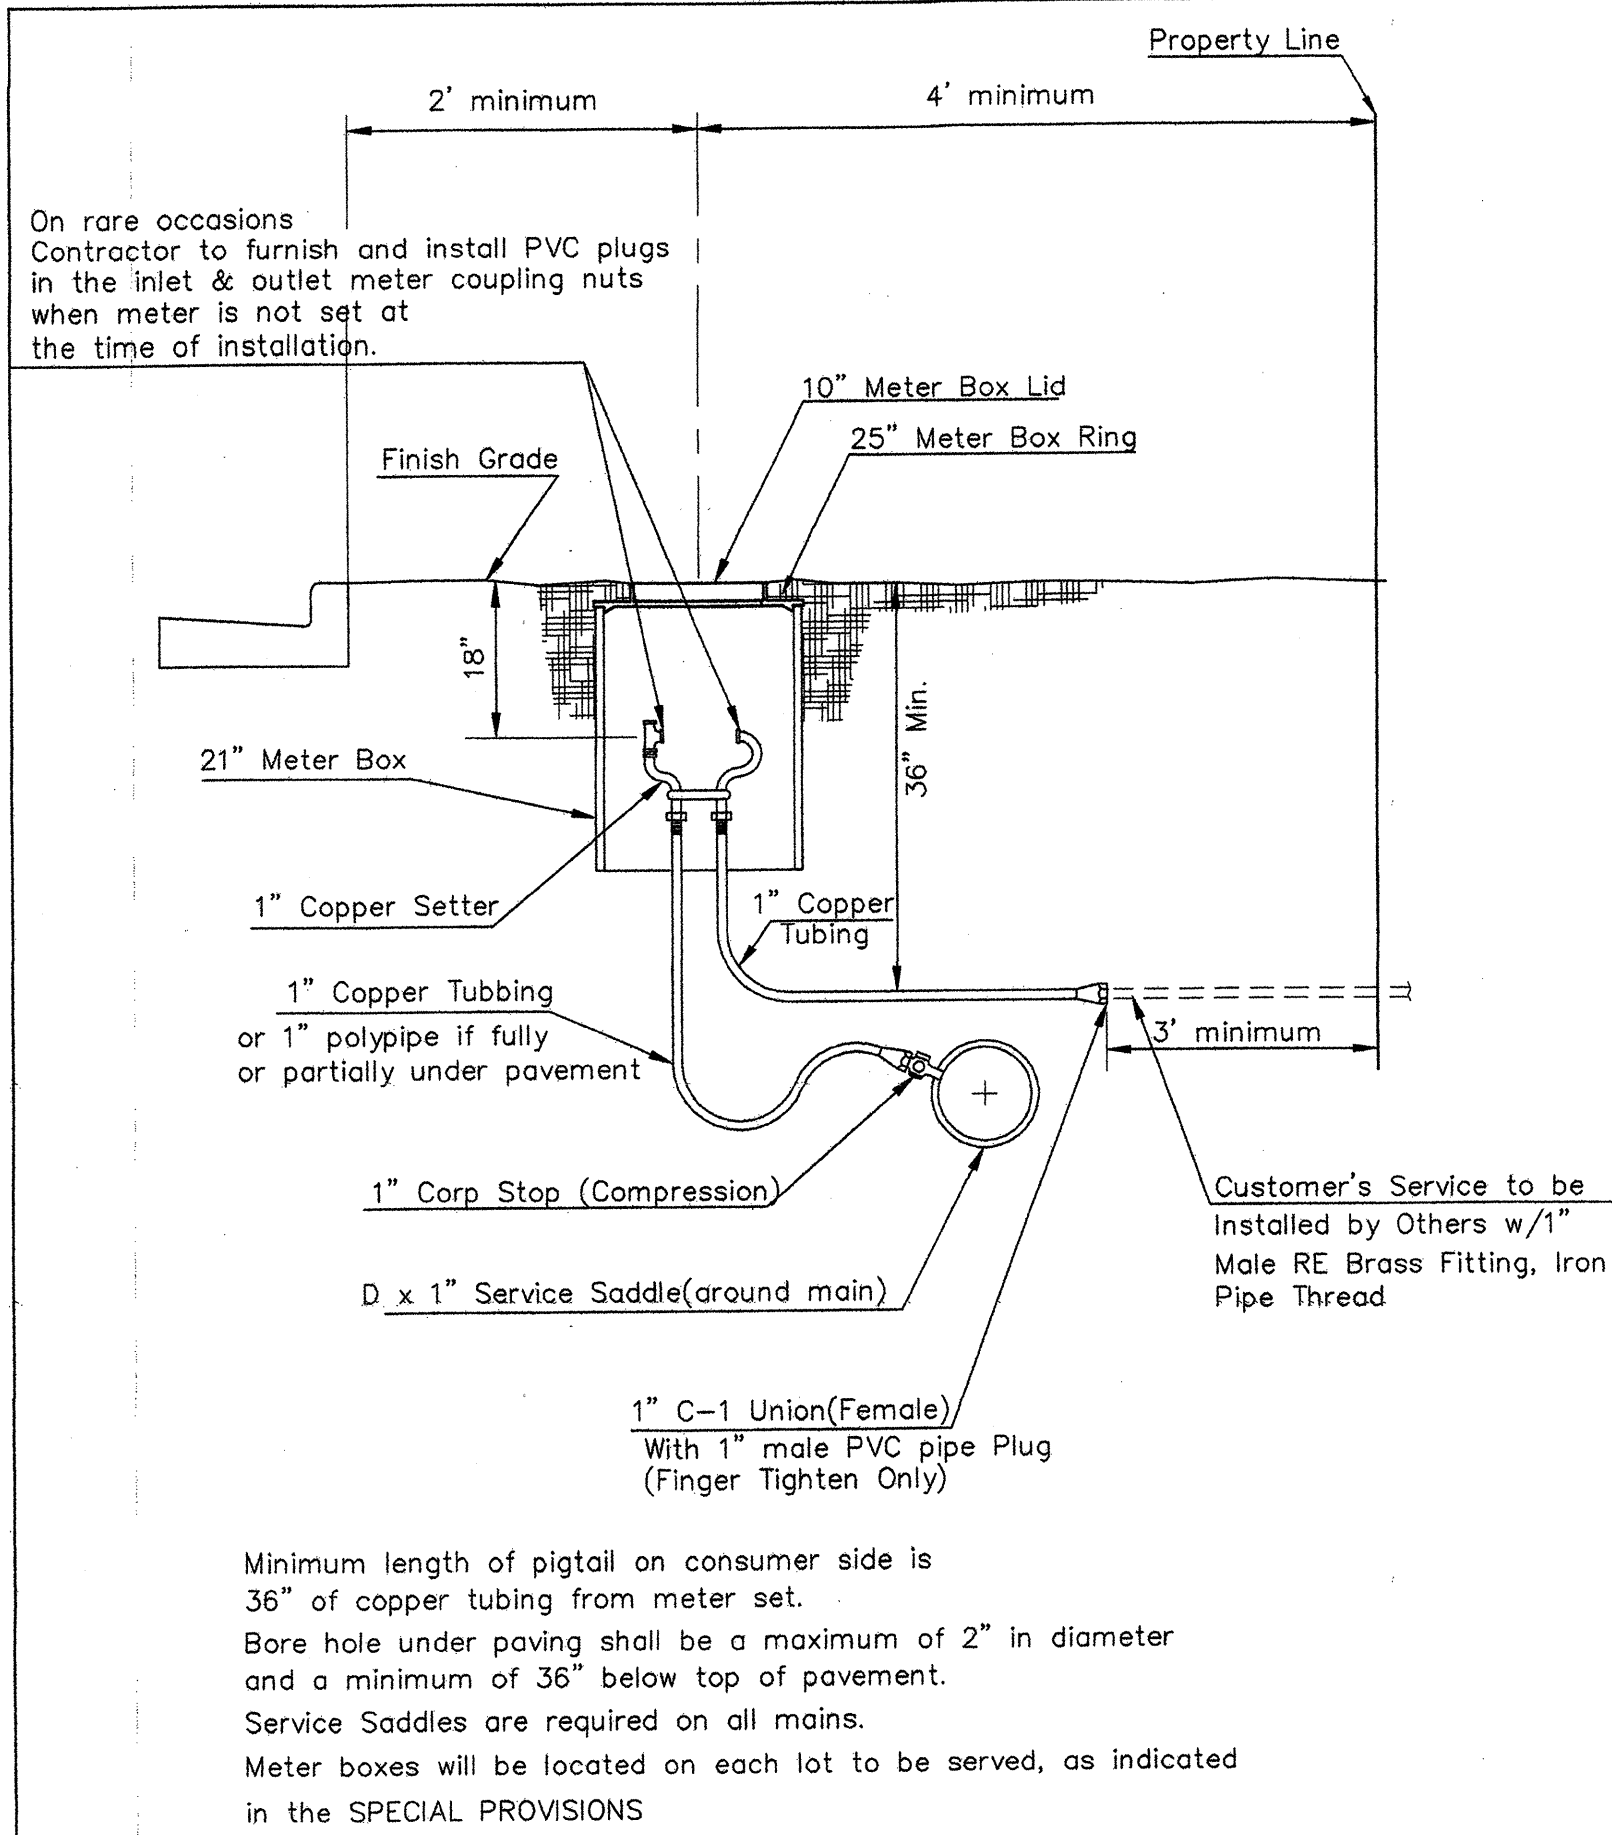 Property Line
2' minimum
4' minimum
On rare occasions
Contractor to furnish and install PVC plugs
in the inlet & outlet meter coupling nuts
when meter is not set at
the time of installation.
10" Meter Box Lid
25" Meter Box Ring
Finish Grade
18"
36" Min.
21" Meter Box
1" Copper Setter
1" Copper
Tubing
1" Copper Tubbing
or 1" polypipe if fully
or partially under pavement
3' minimum
1" Corp Stop (Compression)
Customer's Service to be
Installed by Others w/1"
Male RE Brass Fitting, Iron
Pipe Thread
D x 1" Service Saddle(around main)
1" C-1 Union(Female)
With 1" male PVC pipe Plug
(Finger Tighten Only)
Minimum length of pigtail on consumer side is
36" of copper tubing from meter set.
Bore hole under paving shall be a maximum of 2" in diameter
and a minimum of 36" below top of pavement.
Service Saddles are required on all mains.
Meter boxes will be located on each lot to be served, as indicated
in the SPECIAL PROVISIONS